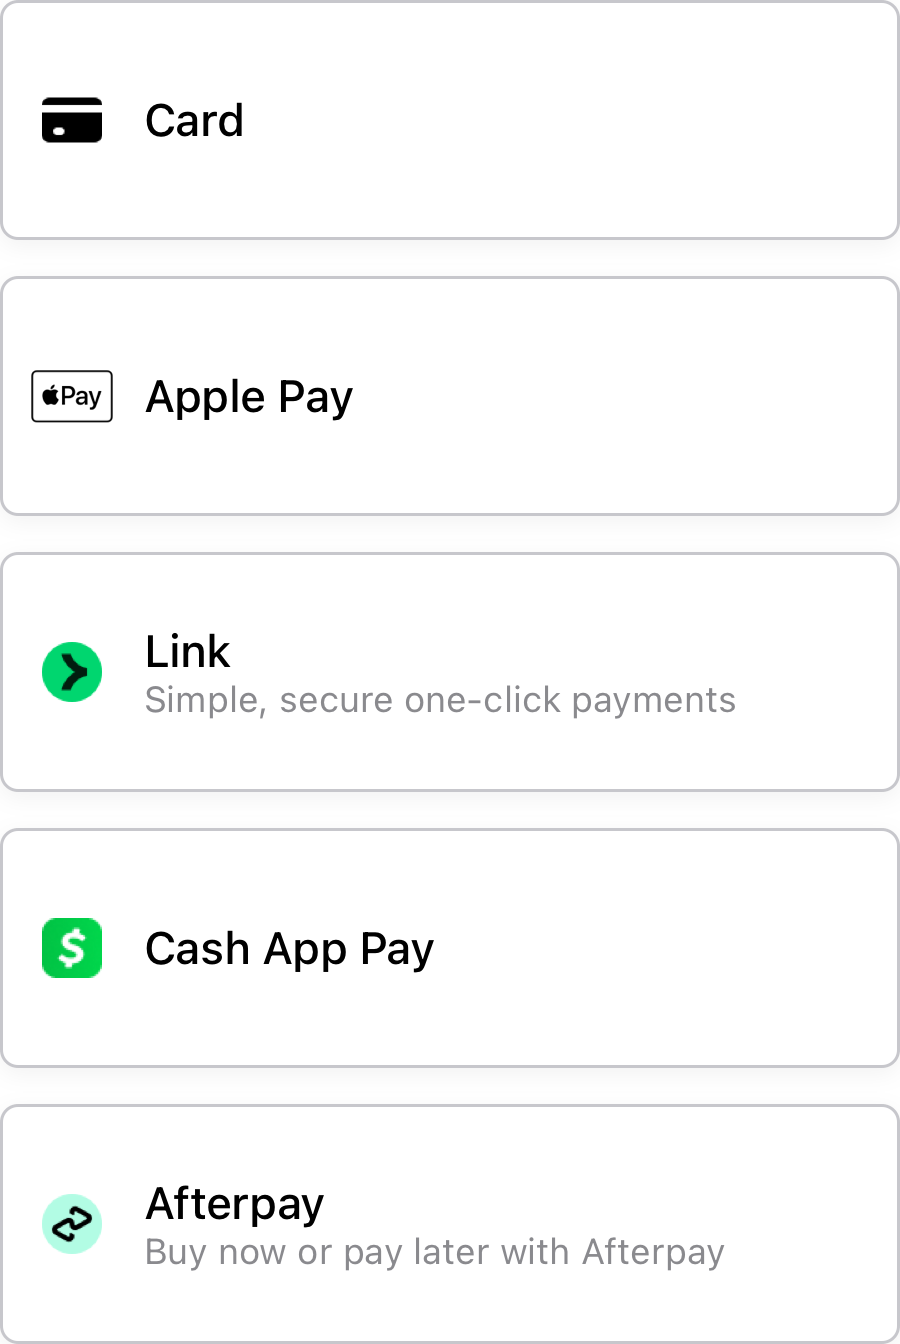 Card
Pay
Apple Pay
Link
Simple, secure one-click payments
$
Cash App Pay
Afterpay
Buy now or pay later with Afterpay